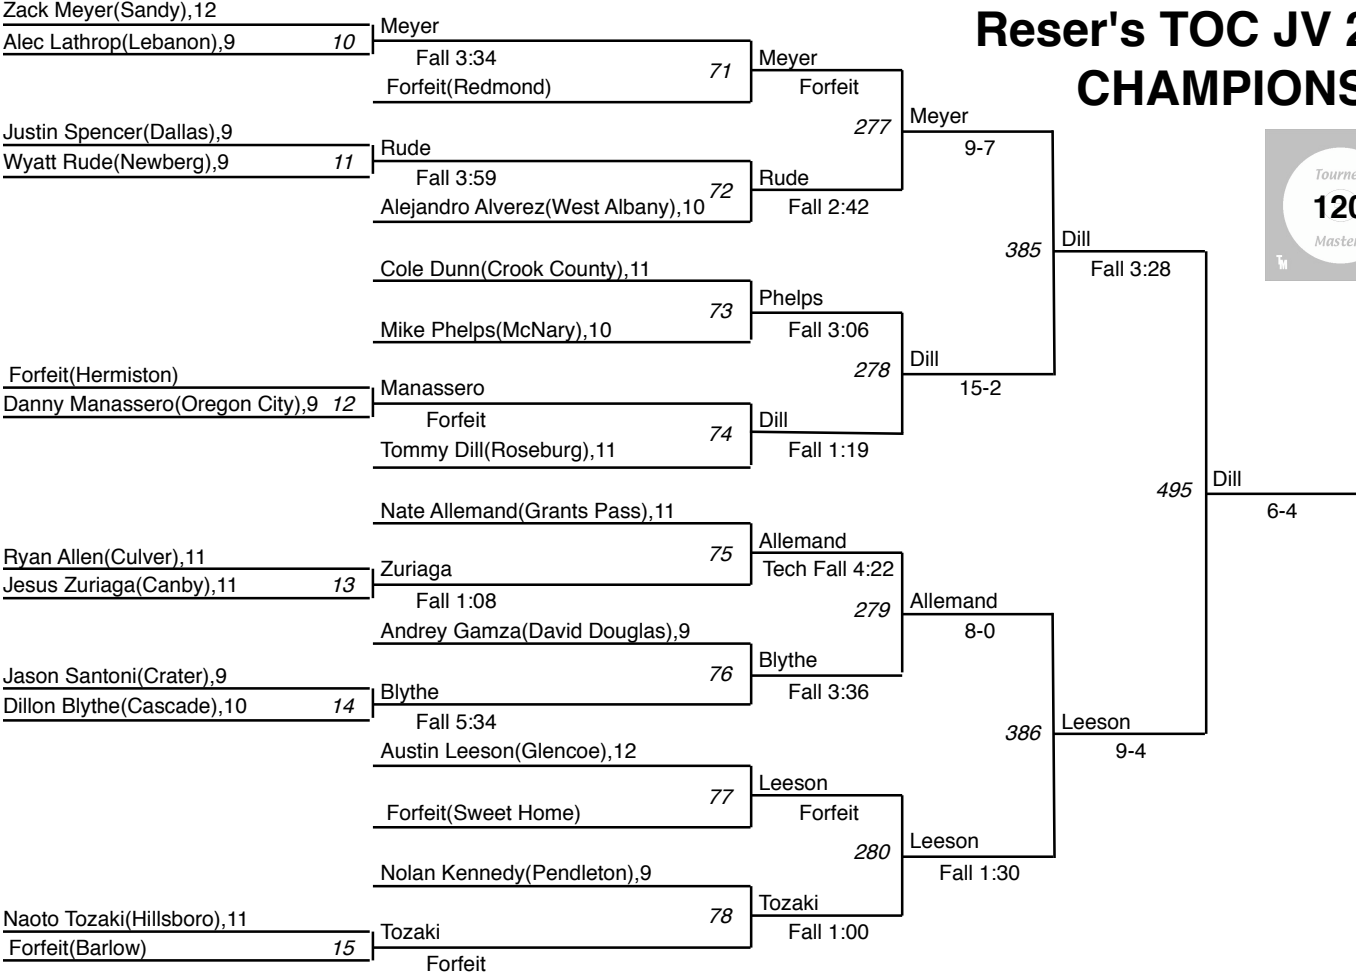 Zack Meyer(Sandy),12
Alec Lathrop(Lebanon),9
10
Meyer
Fall 3:34
Forfeit(Redmond)
71
Meyer
Forfeit
Reser's TOC JV 2
CHAMPIONS
Justin Spencer(Dallas),9
Wyatt Rude(Newberg),9
11
Rude
Fall 3:59
Alejandro Alverez(West Albany),10
72
Rude
Fall 2:42
277
Meyer
9-7
120
TM
Cole Dunn(Crook County),11
Mike Phelps(McNary),10
73
Phelps
Fall 3:06
385
Dill
Fall 3:28
Forfeit(Hermiston)
Danny Manassero(Oregon City),9
12
Manassero
Forfeit
Tommy Dill(Roseburg),11
74
Dill
Fall 1:19
278
Dill
15-2
495
Dill
6-4
Nate Allemand(Grants Pass),11
Ryan Allen(Culver),11
Jesus Zuriaga(Canby),11
13
Zuriaga
Fall 1:08
75
Allemand
Tech Fall 4:22
279
Allemand
8-0
Andrey Gamza(David Douglas),9
Jason Santoni(Crater),9
Dillon Blythe(Cascade),10
14
Blythe
Fall 5:34
76
Blythe
Fall 3:36
386
Leeson
9-4
Austin Leeson(Glencoe),12
Forfeit(Sweet Home)
77
Leeson
Forfeit
280
Leeson
Fall 1:30
Nolan Kennedy(Pendleton),9
Naoto Tozaki(Hillsboro),11
Forfeit(Barlow)
15
Tozaki
Forfeit
78
Tozaki
Fall 1:00